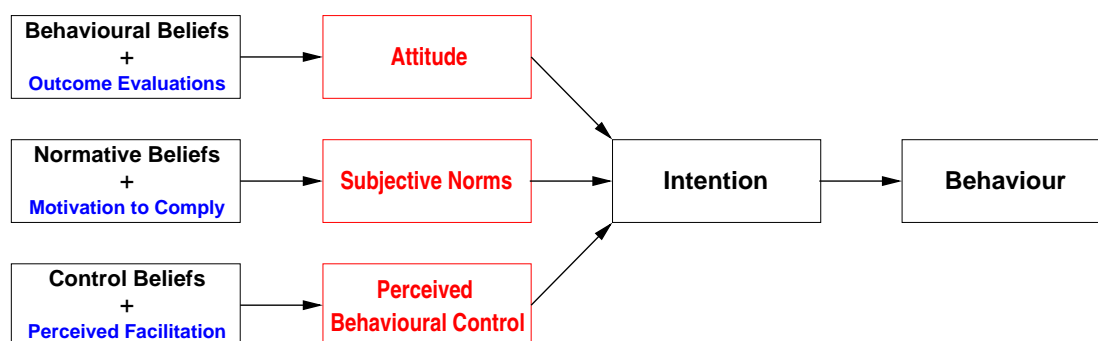 Behavioural Beliefs
+
Outcome Evaluations
Attitude
Normative Beliefs
+
Motivation to Comply
Subjective Norms
Intention
Behaviour
Control Beliefs
+
Perceived Facilitation
Perceived
Behavioural Control